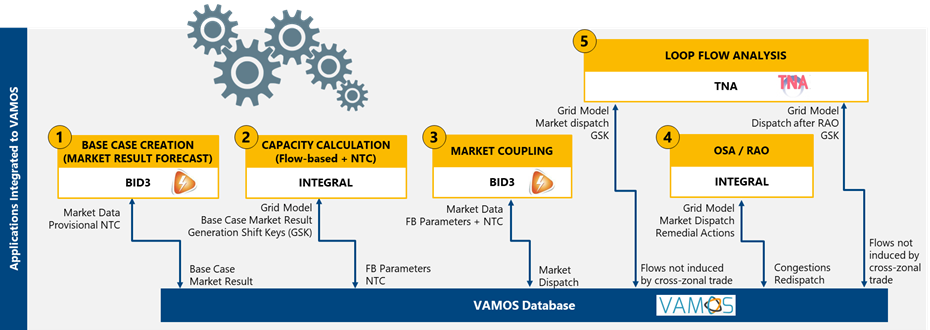 Applications Integrated to VAMOS
1
BASE CASE CREATION
(MARKET RESULT FORECAST)
BID3
Market Data
Provisional NTC
Base Case
Market Result
2
CAPACITY CALCULATION
(Flow-based + NTC)
INTEGRAL
Grid Model
Base Case Market Result
Generation Shift Keys (GSK)
FB Parameters
NTC
3
MARKET COUPLING
BID3
Market Data
FB Parameters + NTC
Market
Dispatch
5
LOOP FLOW ANALYSIS
TNA
TNA
Grid Model
Market dispatch
GSK
Flows not induced
by cross-zonal trade
4
OSA / RAO
INTEGRAL
Grid Model
Market Dispatch
Remedial Actions
Congestions
Redispatch
Grid Model
Dispatch after RAO
GSK
Flows not
induced by
cross-zonal
trade
VAMOS Database
VAMOS